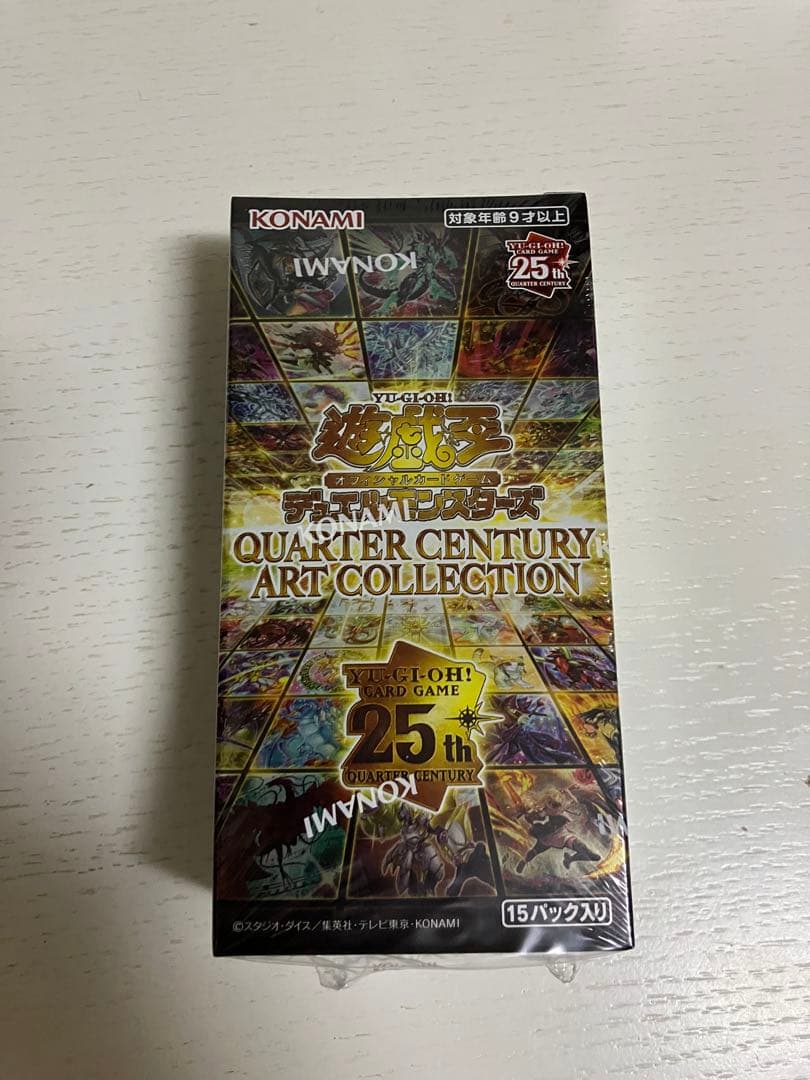 KONAMI
対象年齢9才以上
YU-GI-OH!
CARD GAME
25th
QUARTER CENTURY
KONAMI
YU-GI-OH!
遊戯王
オフィシャルカードゲーム
デュエルモンスターズ
KONAMI
QUARTER CENTURY
ART COLLECTION
YU-GI-OH!
CARD GAME
25th
QUARTER CENTURY
KONAMI
15パック入り
©スタジオ・ダイス/集英社・テレビ東京・KONAMI